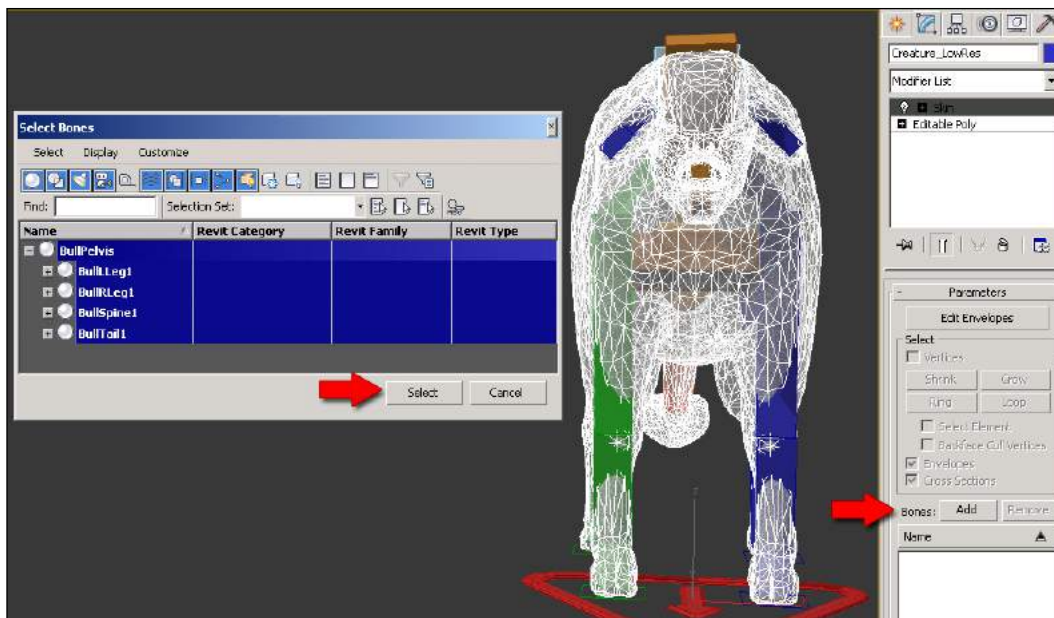 Select Bones
Select Display Customize
Find: Selection Set:
Name Revit Category Revit Family Revit Type
BullPelvis
BullLLeg1
BullRLeg1
BullSpine1
BullTail1
Select Cancel
Creature_LowRes
Modifier List
Skin
Editable Poly
Parameters
Edit Envelopes
Select
Vertices
Shrink Grow
Ring Loop
Select Element
Backface Cull Vertices
Envelopes
Cross Sections
Bones: Add Remove
Name